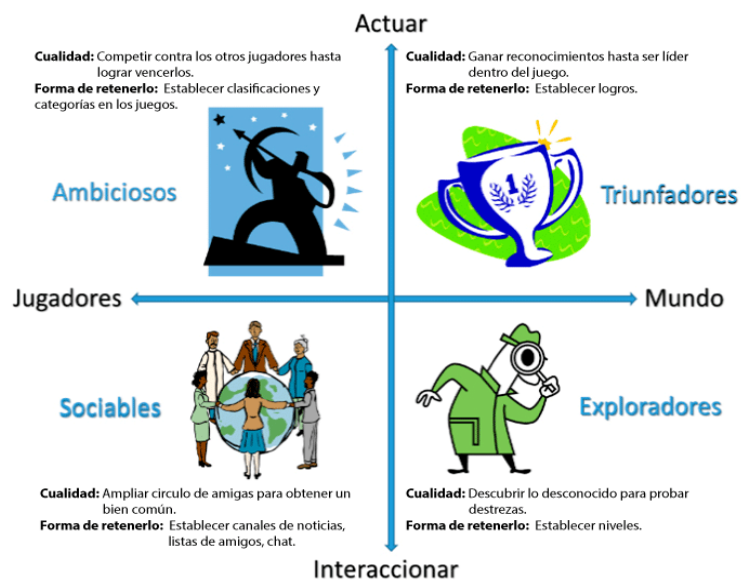 Actuar
Cualidad: Competir contra los otros jugadores hasta
lograr vencerlos.
Forma de retenerlo: Establecer clasificaciones y
categorías en los juegos.
Cualidad: Ganar reconocimientos hasta ser líder
dentro del juego.
Forma de retenerlo: Establecer logros.
Ambiciosos
1
Triunfadores
Jugadores
Mundo
Sociables
Exploradores
Cualidad: Ampliar circulo de amigas para obtener un
bien común.
Forma de retenerlo: Establecer canales de noticias,
listas de amigos, chat.
Cualidad: Descubrir lo desconocido para probar
destrezas.
Forma de retenerlo: Establecer niveles.
Interaccionar